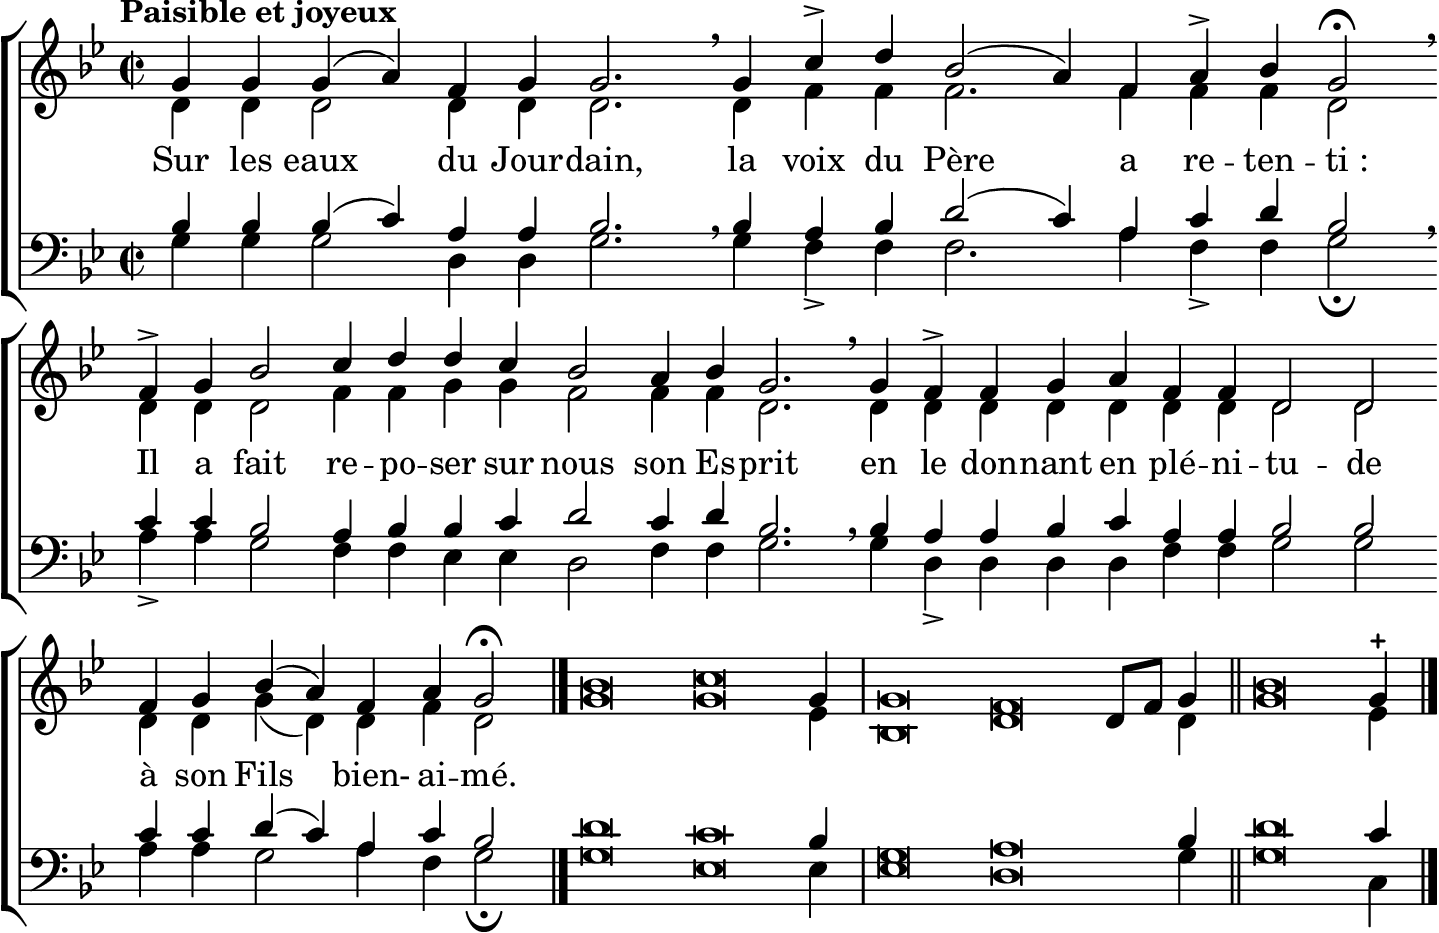 Paisible et joyeux
Sur les eaux du Jourdain, la voix du Père a re -- ten -- ti :
Il a fait re -- po -- ser sur nous son Esprit en le donnant en plé -- ni -- tu -- de
à son Fils bien- ai -- mé.